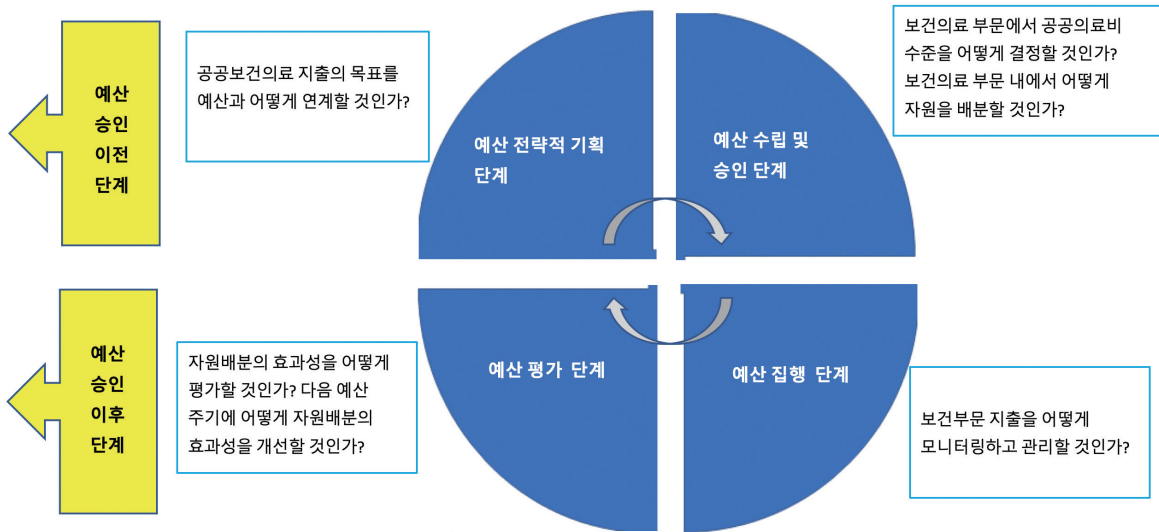 예산
승인
이전
단계
공공보건의료 지출의 목표를
예산과 어떻게 연계할 것인가?
예산 전략적 기획
단계
예산 수립 및
승인 단계
보건의료 부문에서 공공의료비
수준을 어떻게 결정할 것인가?
보건의료 부문 내에서 어떻게
자원을 배분할 것인가?
예산
승인
이후
단계
자원배분의 효과성을 어떻게
평가할 것인가? 다음 예산
주기에 어떻게 자원배분의
효과성을 개선할 것인가?
예산 평가 단계
예산 집행 단계
보건부문 지출을 어떻게
모니터링하고 관리할 것인가?